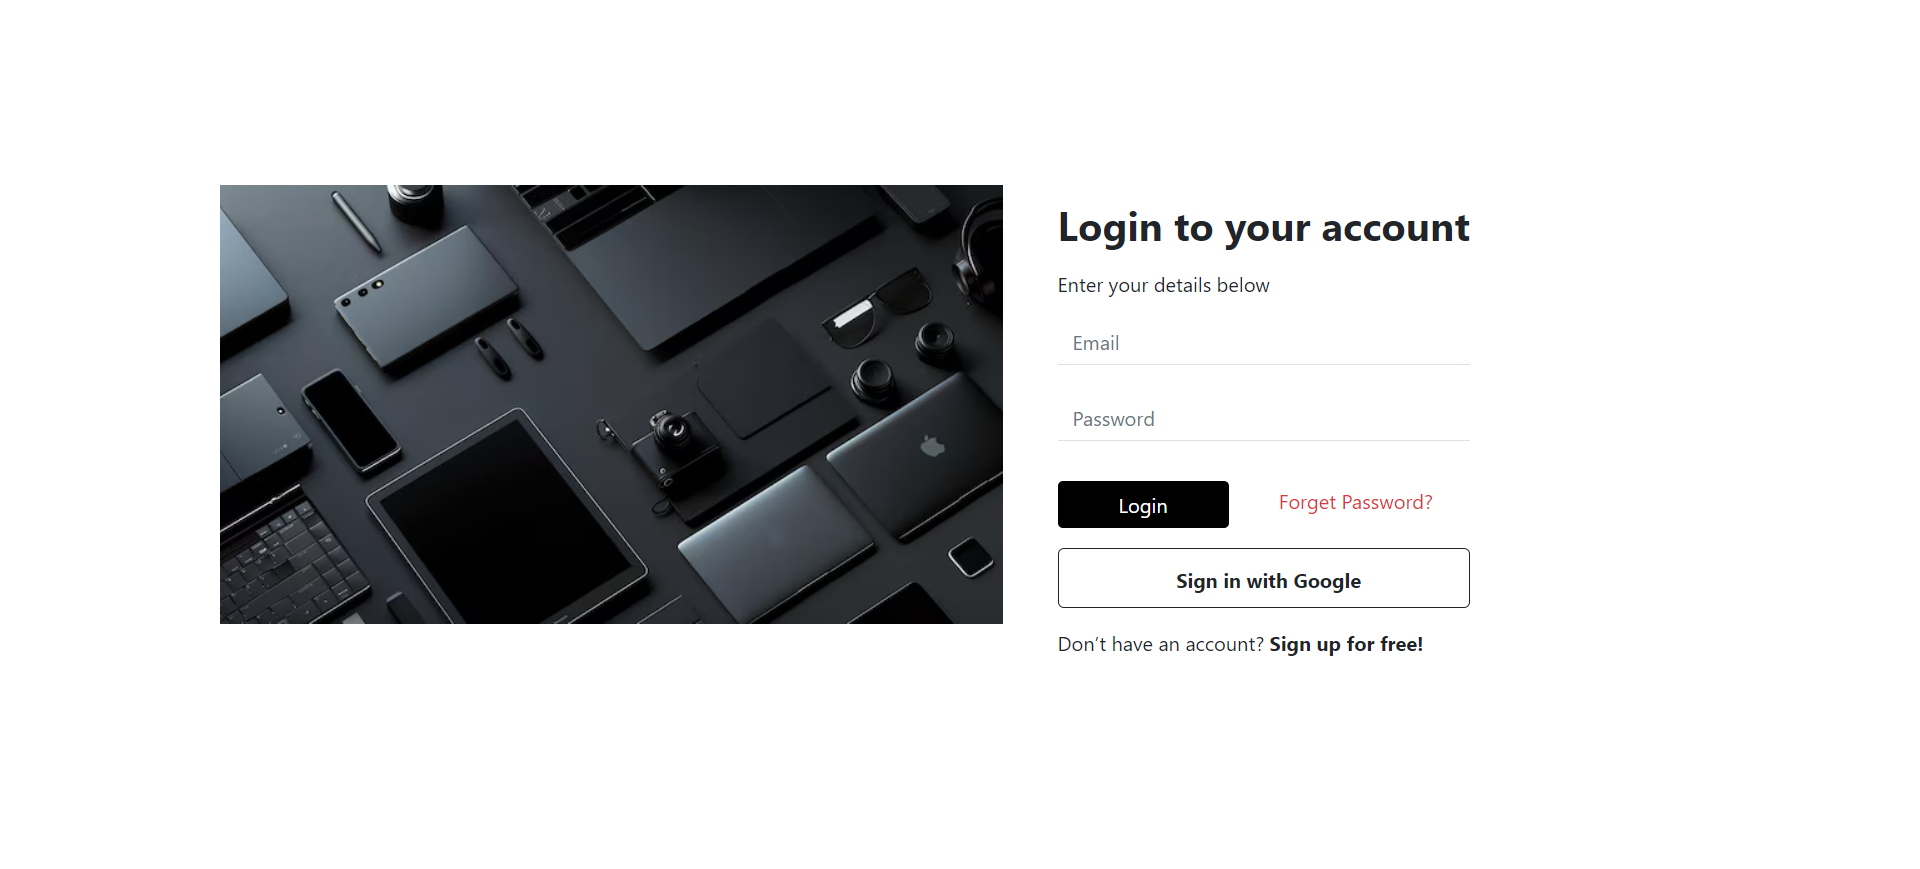 Login to your account
Enter your details below
Email
Password
Login
Forget Password?
Sign in with Google
Don’t have an account? Sign up for free!